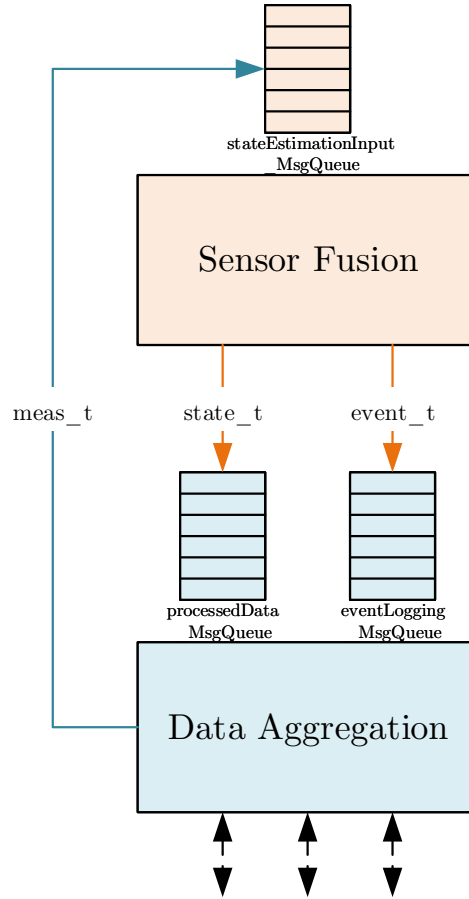 stateEstimationInput
_MsgQueue
Sensor Fusion
meas_t
state_t
event_t
processedData
MsgQueue
eventLogging
MsgQueue
Data Aggregation